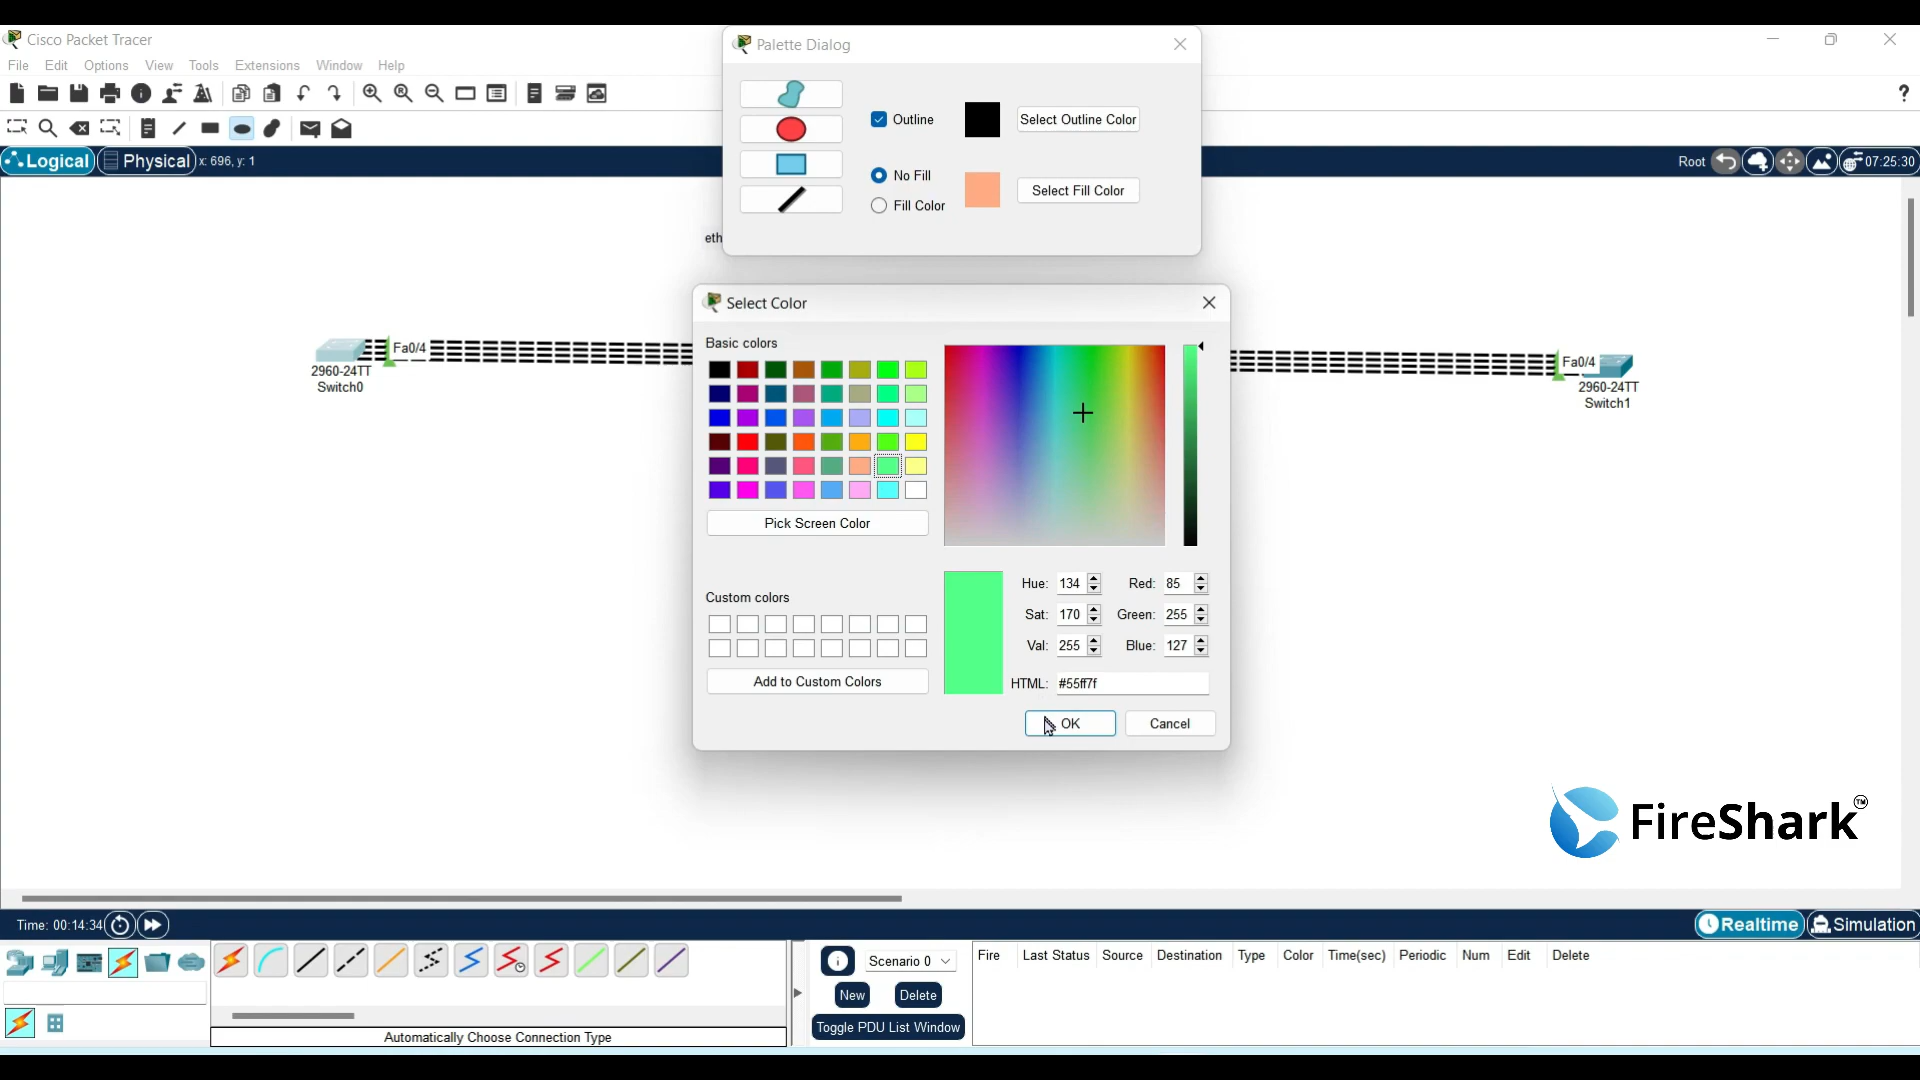 Cisco Packet Tracer
File Edit Options View Tools Extensions Window Help
Palette Dialog
Outline
Select Outline Color
No Fill
Fill Color
Select Fill Color
?
Logical Physical x: 696, y: 1
Root 07:25:30
eth
Select Color
Basic colors
Pick Screen Color
Custom colors
Add to Custom Colors
Hue: 134 Red: 85
Sat: 170 Green: 255
Val: 255 Blue: 127
HTML: #55ff7f
OK Cancel
Fa0/4
2960-24TT
Switch0
Fa0/4
2960-24TT
Switch1
FireShark™
Time: 00:14:34
Realtime Simulation
Scenario 0
New Delete
Toggle PDU List Window
Fire Last Status Source Destination Type Color Time(sec) Periodic Num Edit Delete
Automatically Choose Connection Type